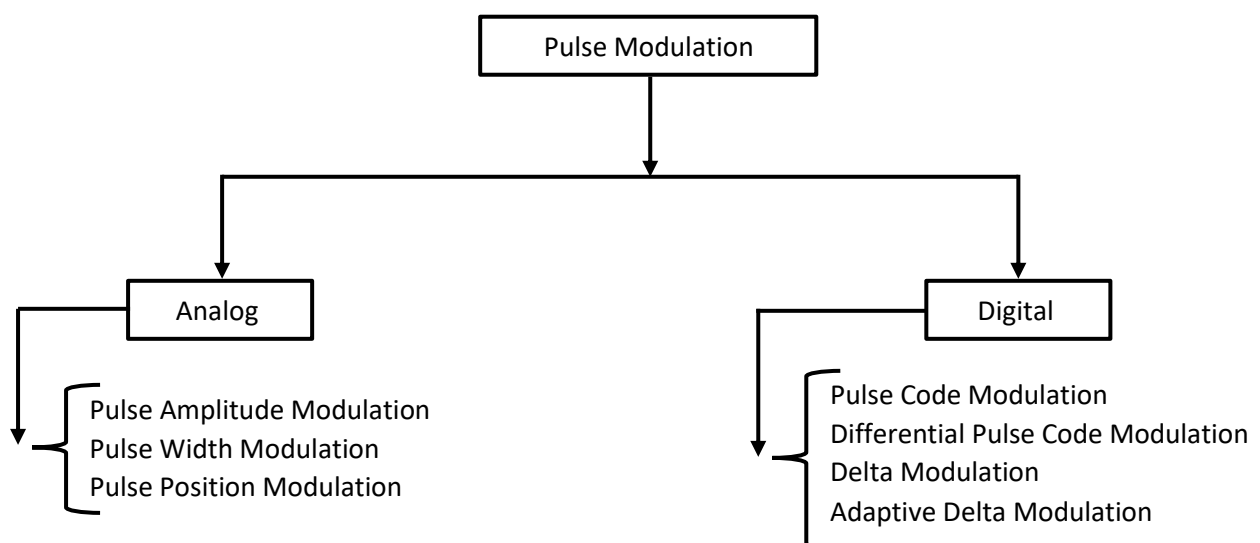 Pulse Modulation
Analog
Digital
Pulse Amplitude Modulation
Pulse Width Modulation
Pulse Position Modulation
Pulse Code Modulation
Differential Pulse Code Modulation
Delta Modulation
Adaptive Delta Modulation